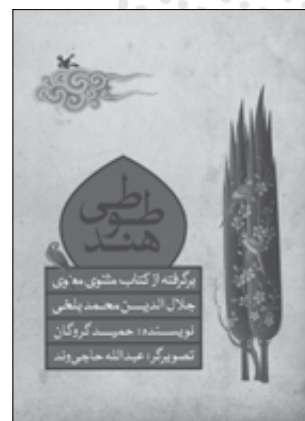 طوطی
هند
برگرفته از کتاب: مثنوی معنوی
جلال الدین محمد بلخی
نویسنده: حمید گروگان
تصویرگر: عبدالله حاجی‌وند